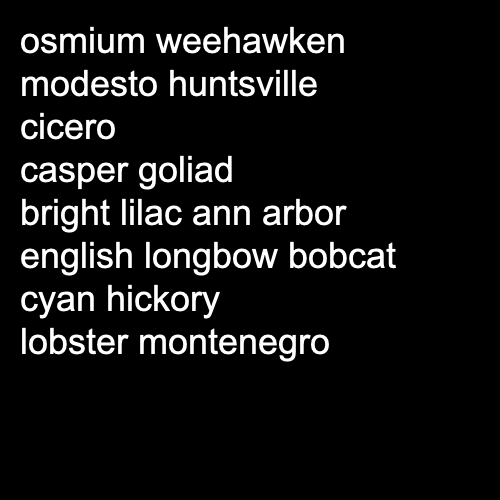 osmium weehawken
modesto huntsville
cicero
casper goliad
bright lilac ann arbor
english longbow bobcat
cyan hickory
lobster montenegro